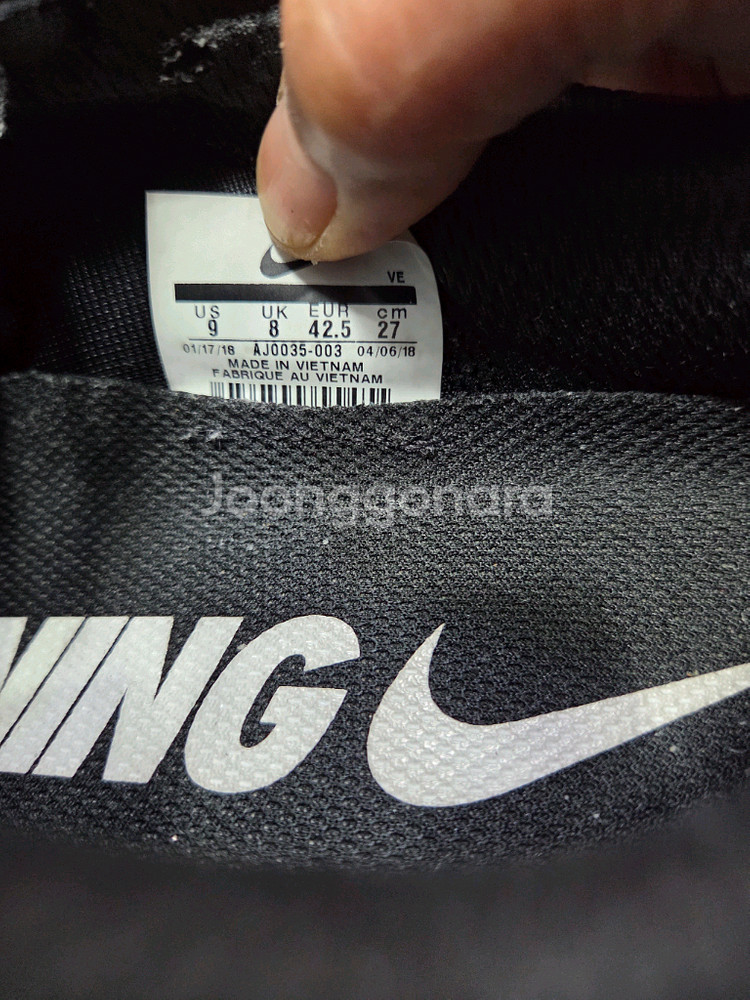 VE
US UK EUR cm
9 8 42.5 27
01/17/18 AJ0035-003 04/06/18
MADE IN VIETNAM
FABRIQUE AU VIETNAM
Joonggonara
NING